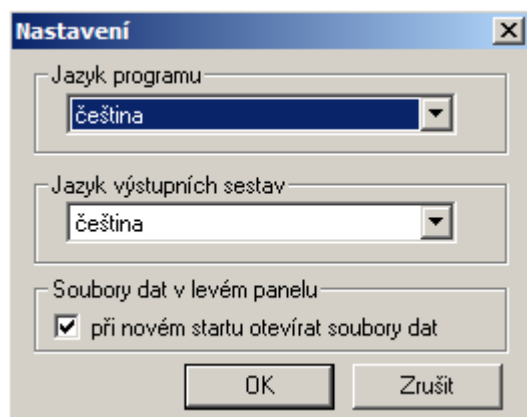 Nastavení
Jazyk programu
čeština
Jazyk výstupních sestav
čeština
Soubory dat v levém panelu
při novém startu otevírat soubory dat
OK
Zrušit